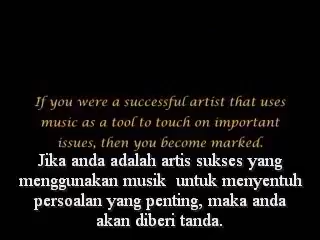 If you were a successful artist that uses
music as a tool to touch on important
issues, then you become marked.
Jika anda adalah artis sukses yang
menggunakan musik untuk menyentuh
persoalan yang penting, maka anda
akan diberi tanda.